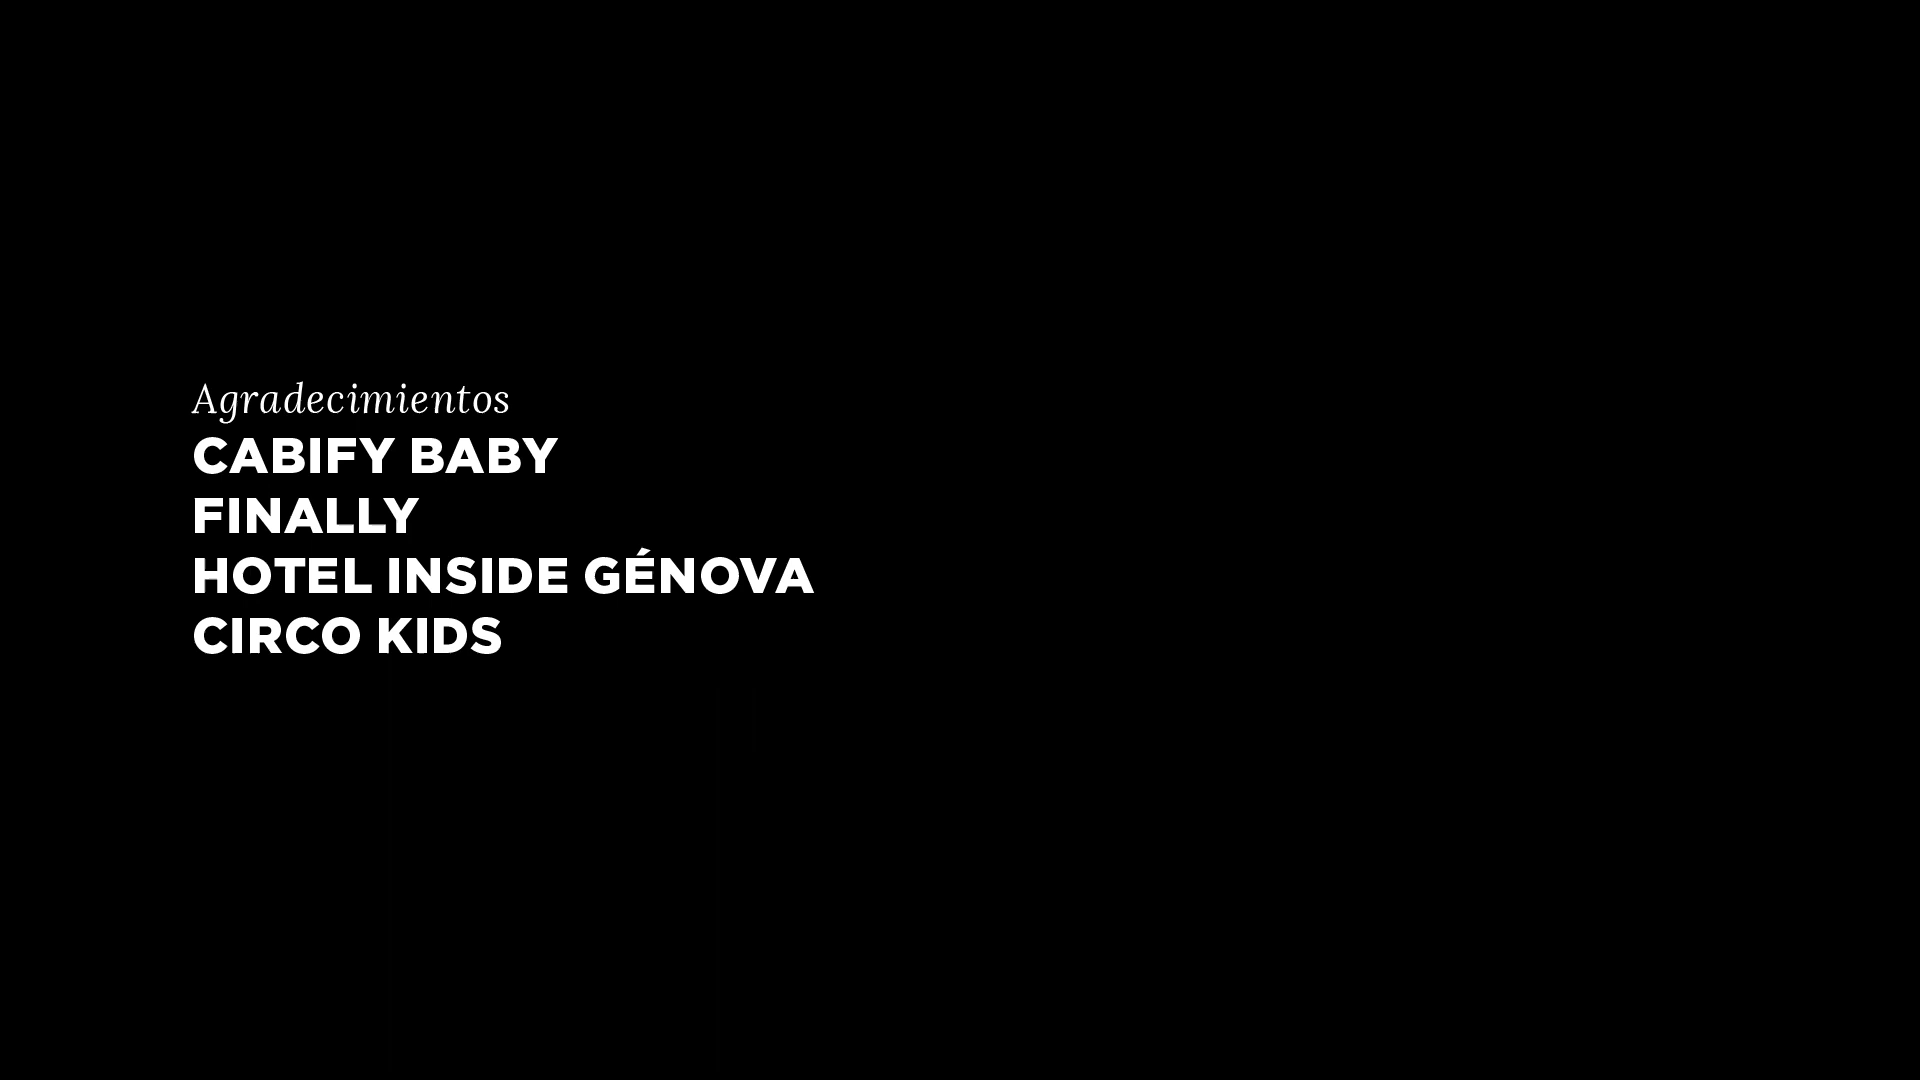 Agradecimientos
CABIFY BABY
FINALLY
HOTEL INSIDE GÉNOVA
CIRCO KIDS